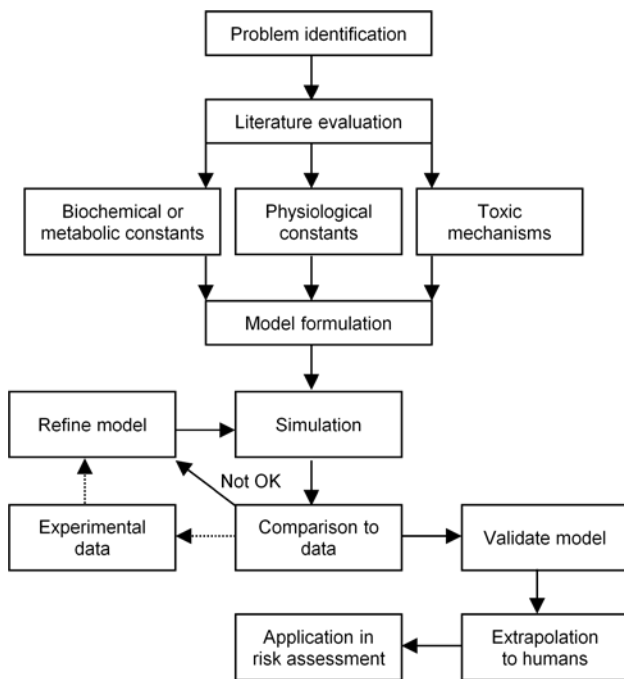 Problem identification
Literature evaluation
Biochemical or
metabolic constants
Physiological
constants
Toxic
mechanisms
Model formulation
Refine model
Simulation
Not OK
Experimental
data
Comparison to
data
Validate model
Application in
risk assessment
Extrapolation
to humans